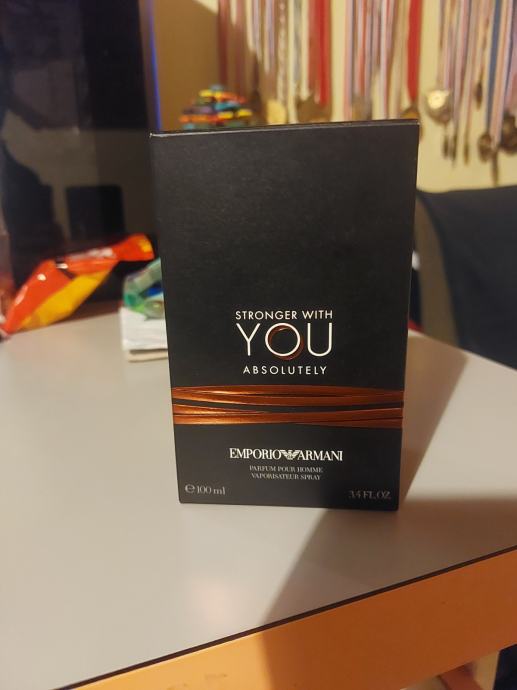 STRONGER WITH
YOU
ABSOLUTELY
EMPORIO ARMANI
PARFUM POUR HOMME
VAPORISATEUR SPRAY
℮ 100 ml 3.4 FL.OZ.